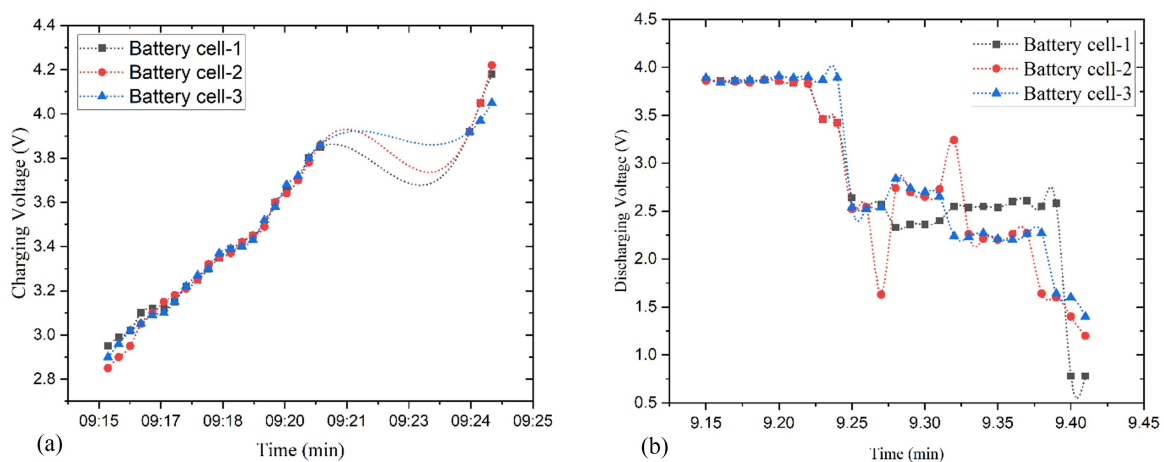 4.4
4.2
4.0
3.8
3.6
3.4
3.2
3.0
2.8
Charging Voltage (V)
Battery cell-1
Battery cell-2
Battery cell-3
09:15
09:17
09:18
09:20
09:21
09:23
09:24
09:25
Time (min)
(a)
4.5
4.0
3.5
3.0
2.5
2.0
1.5
1.0
0.5
Discharging Voltage (V)
Battery cell-1
Battery cell-2
Battery cell-3
9.15
9.20
9.25
9.30
9.35
9.40
9.45
Time (min)
(b)